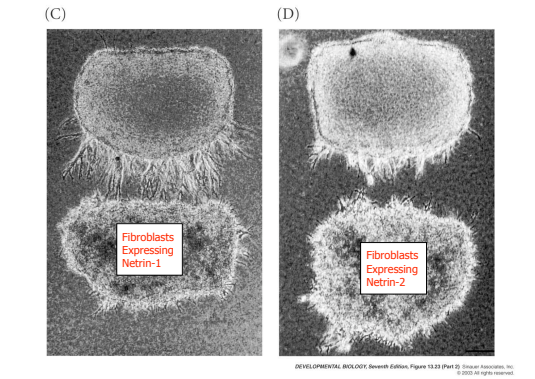 (C)
(D)
Fibroblasts
Expressing
Netrin-1
Fibroblasts
Expressing
Netrin-2
DEVELOPMENTAL BIOLOGY, Seventh Edition, Figure 13.23 (Part 2) Sinauer Associates, Inc.
© 2003 All rights reserved.